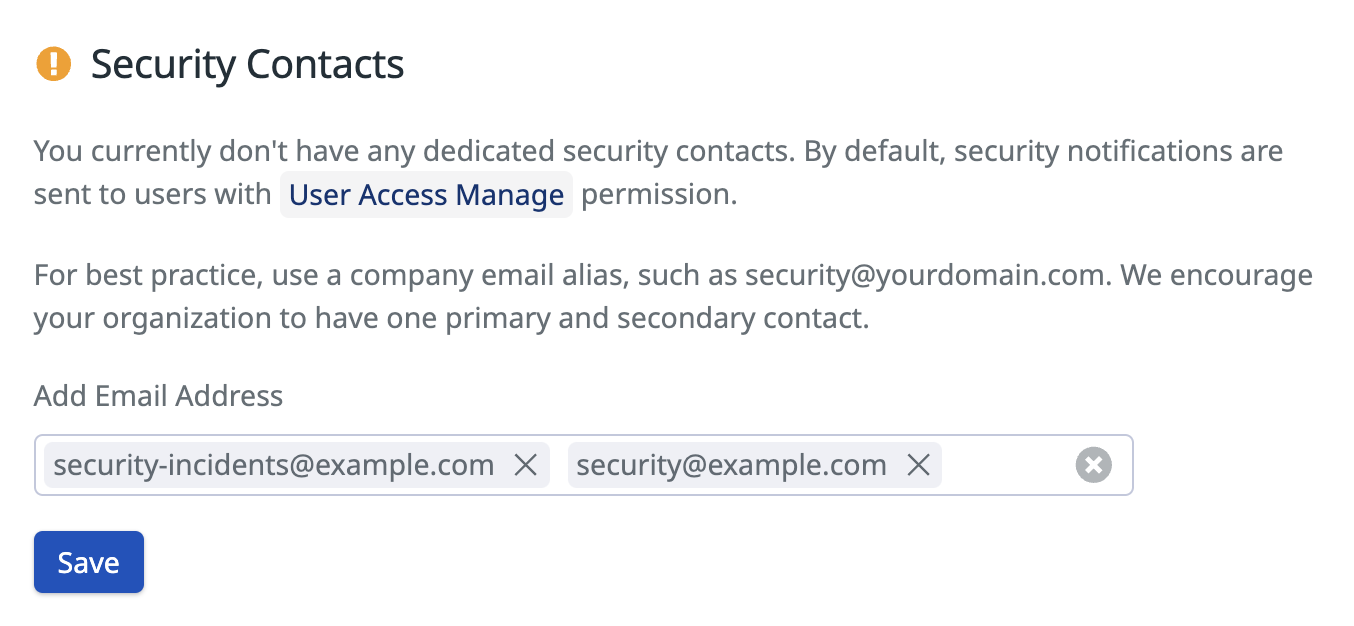 Security Contacts
You currently don't have any dedicated security contacts. By default, security notifications are
sent to users with User Access Manage permission.
For best practice, use a company email alias, such as security@yourdomain.com. We encourage
your organization to have one primary and secondary contact.
Add Email Address
security-incidents@example.com security@example.com
Save